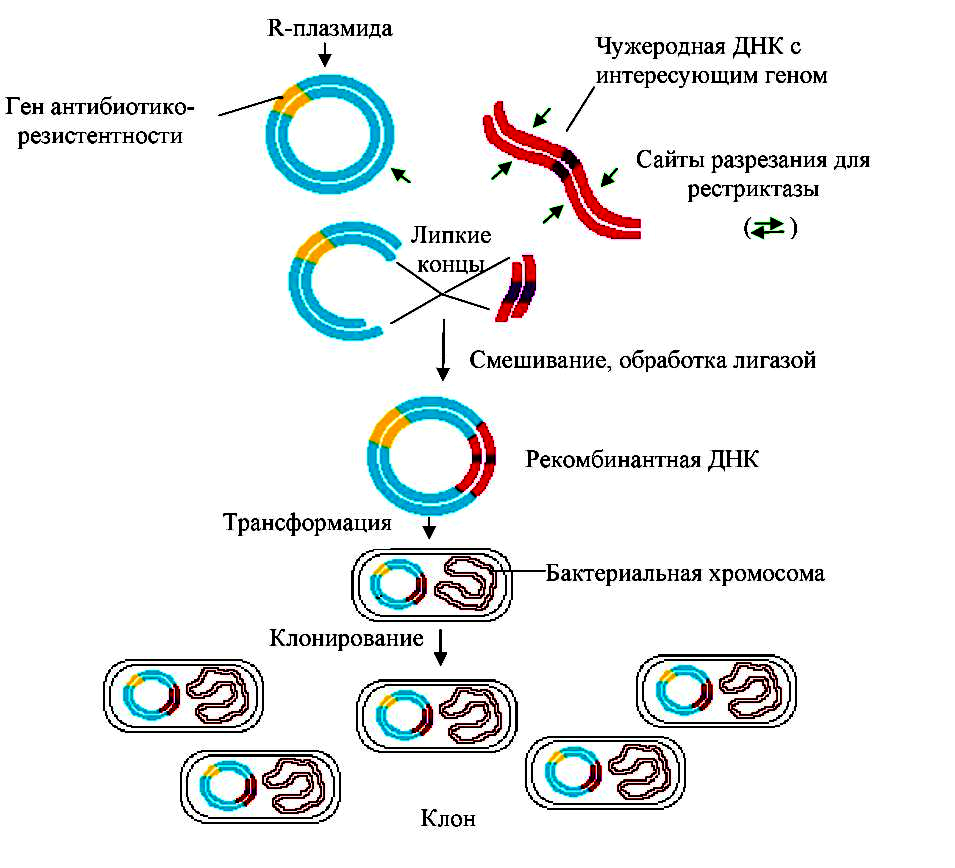 R-плазмида
Чужеродная ДНК с
интересующим геном
Ген антибиотико-
резистентности
Сайты разрезания для
рестриктазы
( )
Липкие
концы
Смешивание, обработка лигазой
Рекомбинантная ДНК
Трансформация
Бактериальная хромосома
Клонирование
Клон